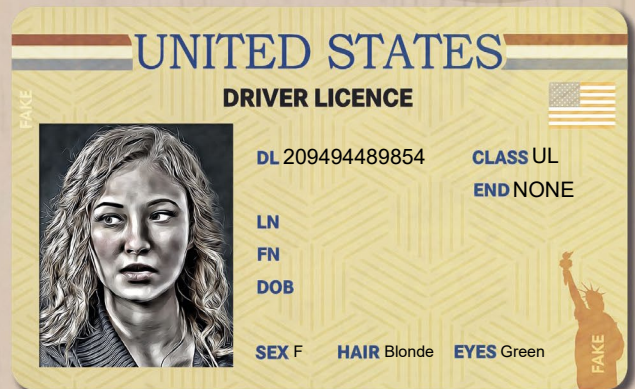 UNITED STATES
DRIVER LICENCE
FAKE
DL 209494489854 CLASS UL
END NONE
LN
FN
DOB
SEX F HAIR Blonde EYES Green
FAKE